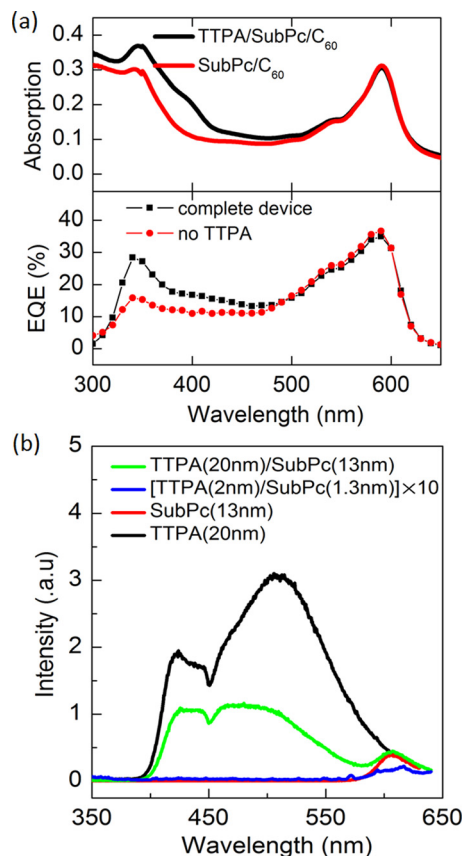 (a)
TTPA/SubPc/C60
SubPc/C60
Absorption
0.4
0.3
0.2
0.1
0.0
complete device
no TTPA
EQE (%)
40
30
20
10
0
300 400 500 600
Wavelength (nm)
(b)
TTPA(20nm)/SubPc(13nm)
[TTPA(2nm)/SubPc(1.3nm)]×10
SubPc(13nm)
TTPA(20nm)
Intensity (.a.u)
5
4
3
2
1
0
350 450 550 650
Wavelength (nm)